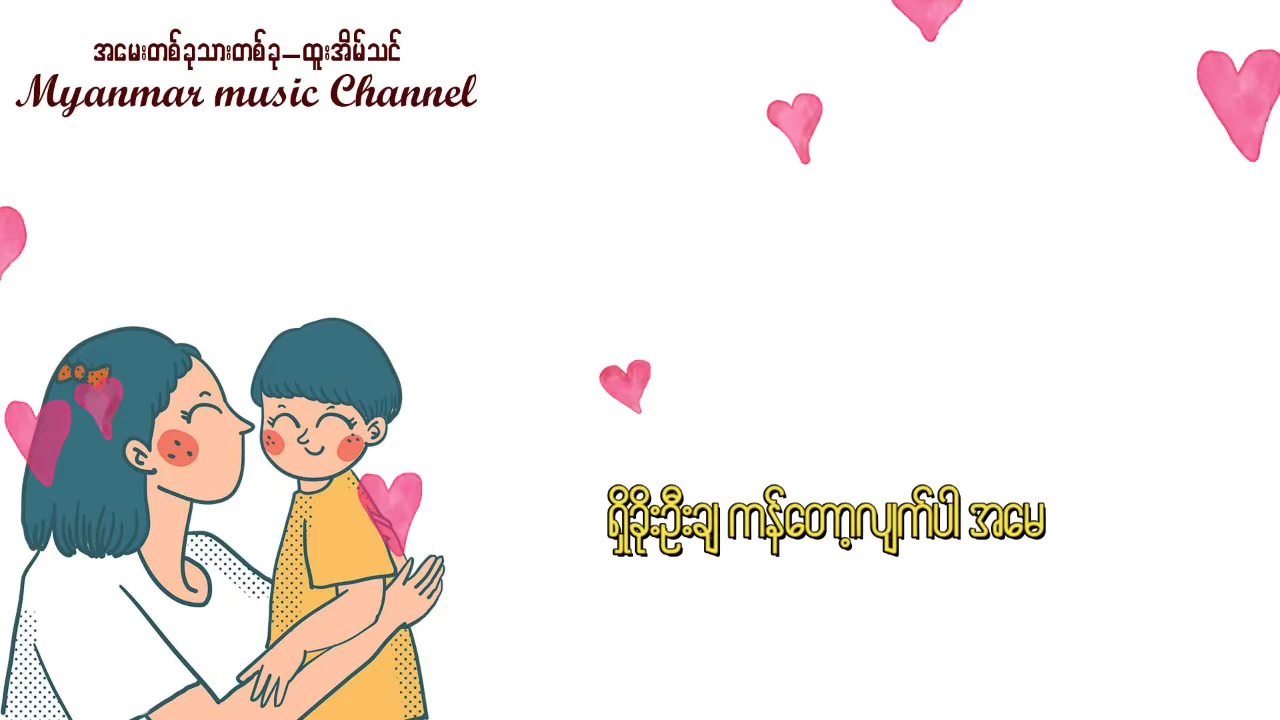 အမေးတစ်ခုသားတစ်ခု–ထူးအိမ်သင်
Myanmar music Channel
ရှိခိုးဦးချ ကန်တော့လျက်ပါ အမေ